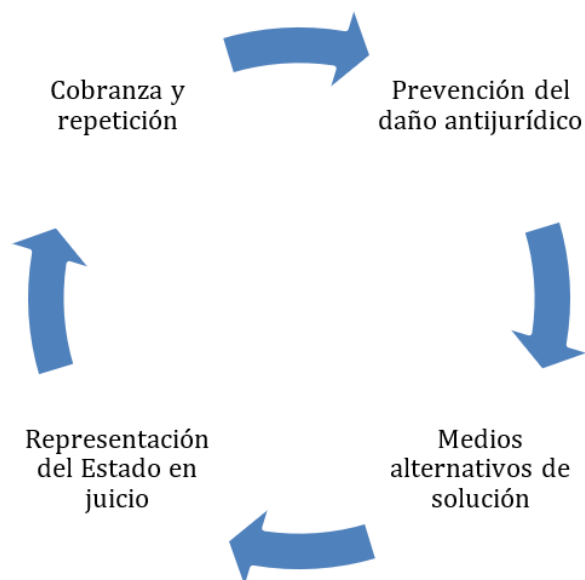 Cobranza y
repetición
Prevención del
daño antijurídico
Medios
alternativos de
solución
Representación
del Estado en
juicio